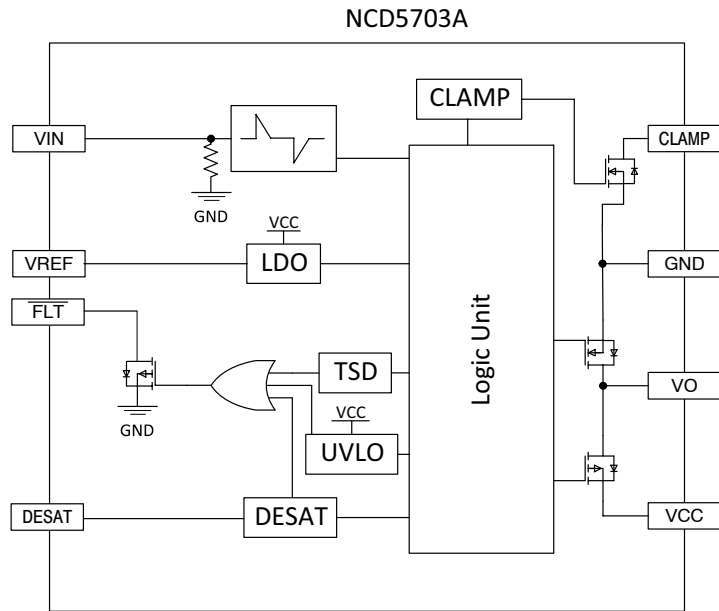 NCD5703A
CLAMP
VIN
CLAMP
GND
VCC
VREF
LDO
GND
FLT
Logic Unit
TSD
VO
GND
VCC
UVLO
DESAT
DESAT
VCC